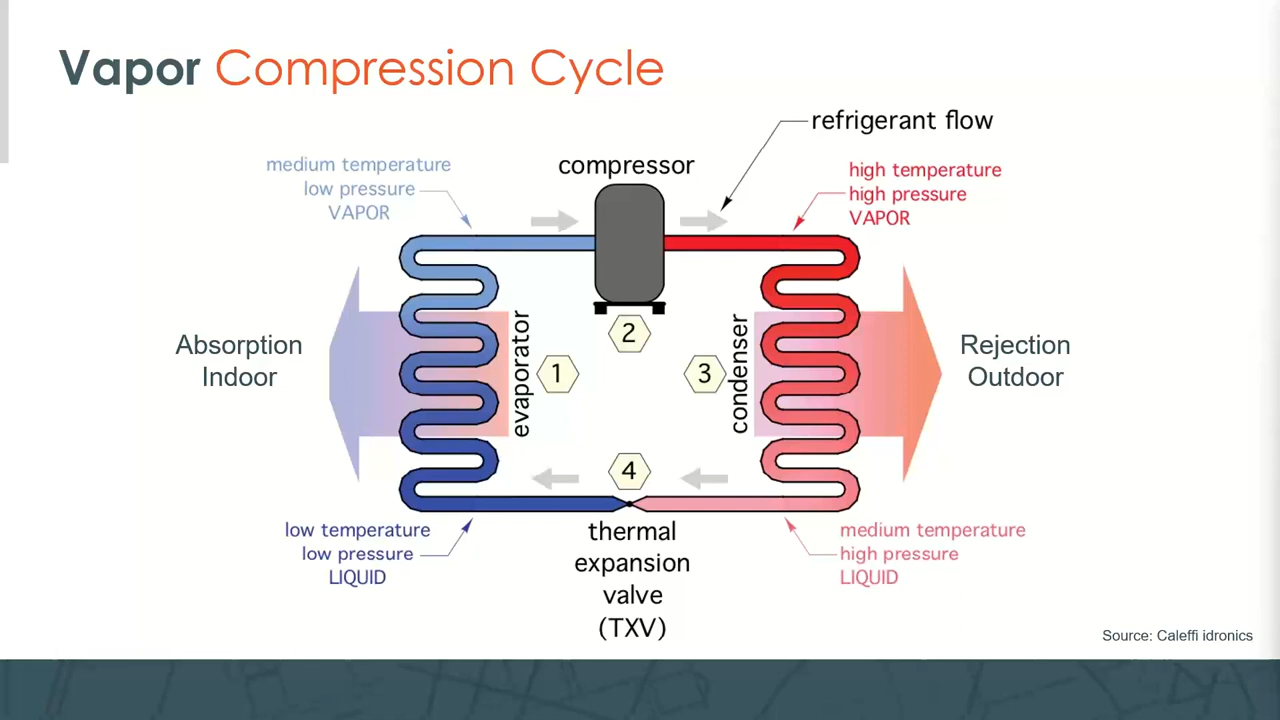 Vapor Compression Cycle
refrigerant flow
medium temperature
low pressure
VAPOR
compressor
high temperature
high pressure
VAPOR
Absorption
Indoor
evaporator
1
2
3
condenser
Rejection
Outdoor
4
low temperature
low pressure
LIQUID
thermal
expansion
valve
(TXV)
medium temperature
high pressure
LIQUID
Source: Caleffi idronics